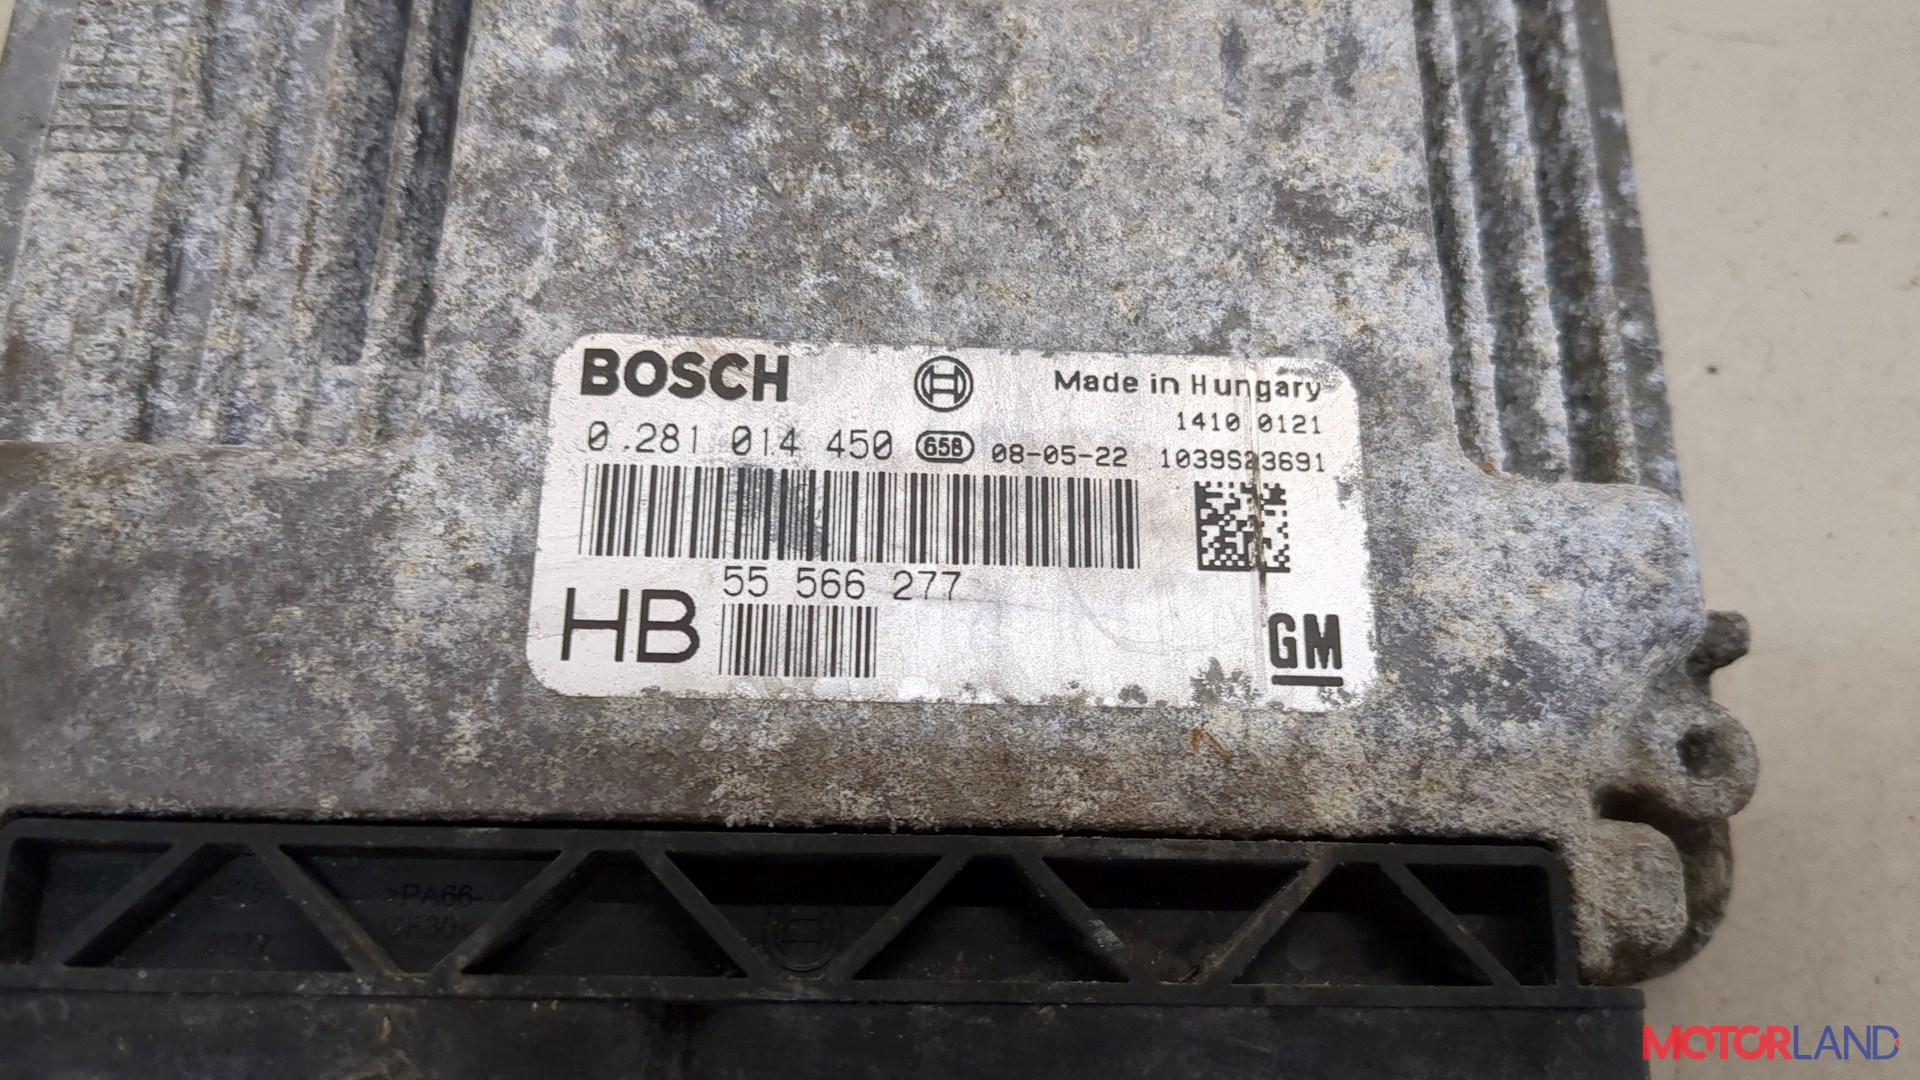 BOSCH
Made in Hungary
1410 0121
0.281 014 450 658 08-05-22 1039S23691
55 566 277
HB
GM
>PA66-
GF30<
MOTORLAND